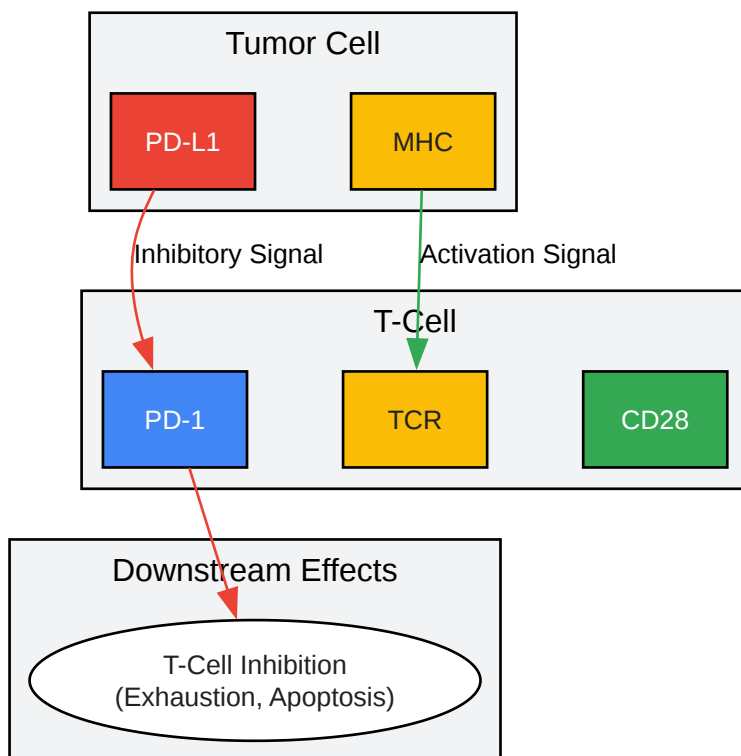 Tumor Cell
PD-L1
MHC
Inhibitory Signal
Activation Signal
T-Cell
PD-1
TCR
CD28
Downstream Effects
T-Cell Inhibition
(Exhaustion, Apoptosis)